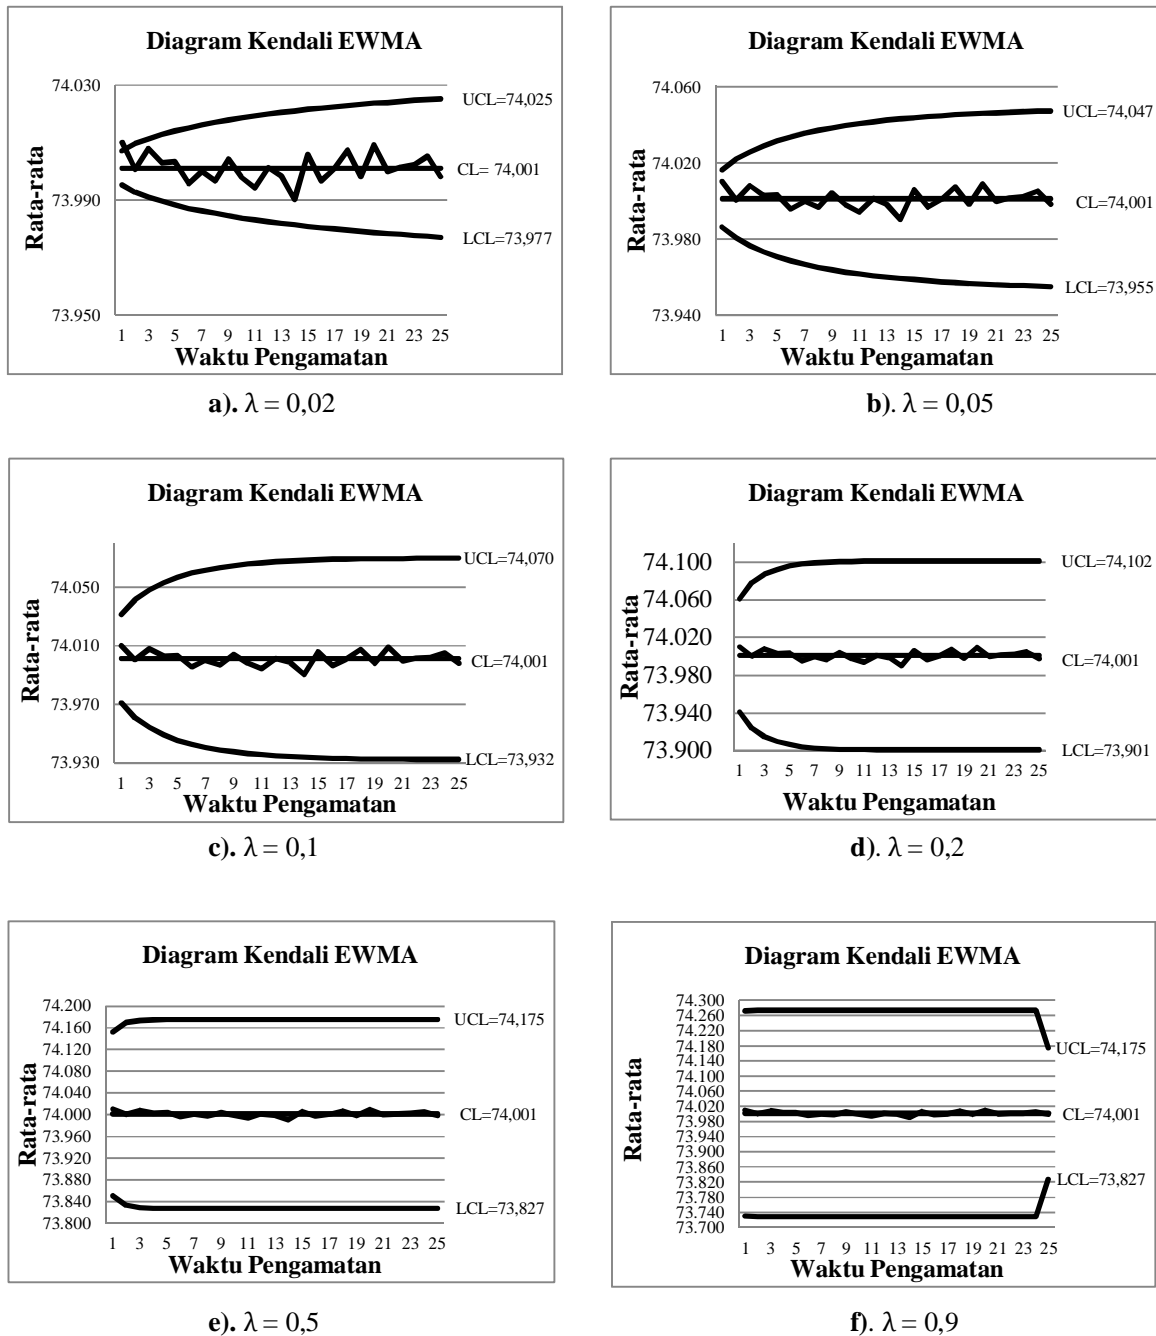 Diagram Kendali EWMA
74.030
73.990
73.950
Rata-rata
UCL=74,025
CL= 74,001
LCL=73,977
1 3 5 7 9 11 13 15 17 19 21 23 25
Waktu Pengamatan
a). λ = 0,02
Diagram Kendali EWMA
74.060
74.020
73.980
73.940
Rata-rata
UCL=74,047
CL=74,001
LCL=73,955
1 3 5 7 9 11 13 15 17 19 21 23 25
Waktu Pengamatan
b). λ = 0,05
Diagram Kendali EWMA
74.050
74.010
73.970
73.930
Rata-rata
UCL=74,070
CL=74,001
LCL=73,932
1 3 5 7 9 11 13 15 17 19 21 23 25
Waktu Pengamatan
c). λ = 0,1
Diagram Kendali EWMA
74.100
74.060
74.020
73.980
73.940
73.900
Rata-rata
UCL=74,102
CL=74,001
LCL=73,901
1 3 5 7 9 11 13 15 17 19 21 23 25
Waktu Pengamatan
d). λ = 0,2
Diagram Kendali EWMA
74.200
74.160
74.120
74.080
74.040
74.000
73.960
73.920
73.880
73.840
73.800
Rata-rata
UCL=74,175
CL=74,001
LCL=73,827
1 3 5 7 9 11 13 15 17 19 21 23 25
Waktu Pengamatan
e). λ = 0,5
Diagram Kendali EWMA
74.300
74.260
74.220
74.180
74.140
74.100
74.060
74.020
73.980
73.940
73.900
73.860
73.820
73.780
73.740
73.700
Rata-rata
UCL=74,175
CL=74,001
LCL=73,827
1 3 5 7 9 11 13 15 17 19 21 23 25
Waktu Pengamatan
f). λ = 0,9